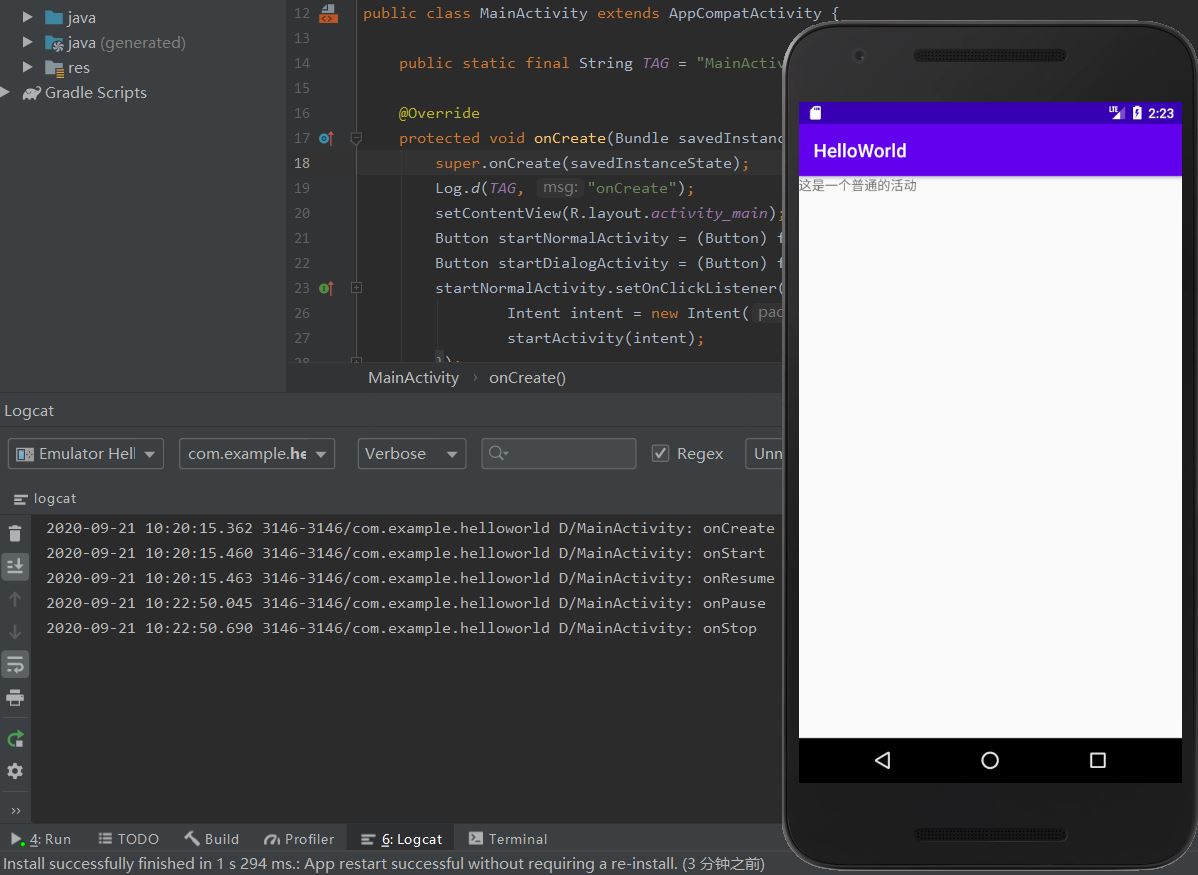 java
java (generated)
res
Gradle Scripts
12 public class MainActivity extends AppCompatActivity {
13
14 public static final String TAG = "MainActiv
15
16 @Override
17 protected void onCreate(Bundle savedInstanc
18 super.onCreate(savedInstanceState);
19 Log.d(TAG, msg: "onCreate");
20 setContentView(R.layout.activity_main);
21 Button startNormalActivity = (Button) f
22 Button startDialogActivity = (Button) f
23 startNormalActivity.setOnClickListener(
26 Intent intent = new Intent( pac
27 startActivity(intent);
28 });
MainActivity › onCreate()
Logcat
Emulator Hell
com.example.he
Verbose
Regex
Unn
logcat
2020-09-21 10:20:15.362 3146-3146/com.example.helloworld D/MainActivity: onCreate
2020-09-21 10:20:15.460 3146-3146/com.example.helloworld D/MainActivity: onStart
2020-09-21 10:20:15.463 3146-3146/com.example.helloworld D/MainActivity: onResume
2020-09-21 10:22:50.045 3146-3146/com.example.helloworld D/MainActivity: onPause
2020-09-21 10:22:50.690 3146-3146/com.example.helloworld D/MainActivity: onStop
4: Run
TODO
Build
Profiler
6: Logcat
Terminal
Install successfully finished in 1 s 294 ms.: App restart successful without requiring a re-install. (3 分钟之前)
LTE 2:23
HelloWorld
这是一个普通的活动